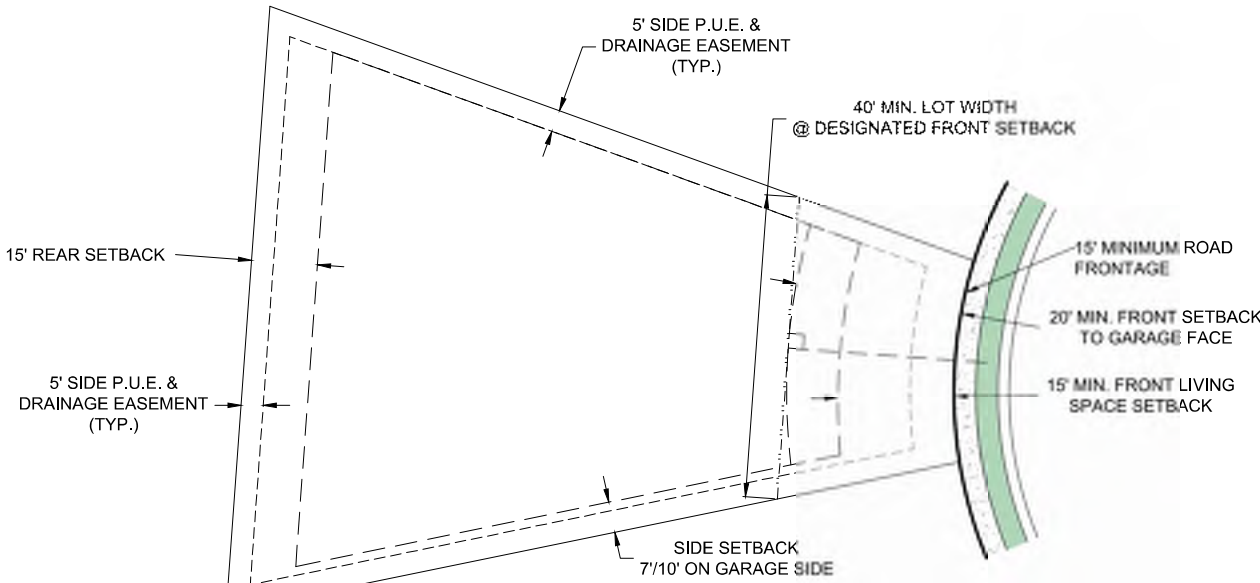 5' SIDE P.U.E. &
DRAINAGE EASEMENT
(TYP.)
40' MIN. LOT WIDTH
@ DESIGNATED FRONT SETBACK
15' REAR SETBACK
15' MINIMUM ROAD
FRONTAGE
20' MIN. FRONT SETBACK
TO GARAGE FACE
5' SIDE P.U.E. &
DRAINAGE EASEMENT
(TYP.)
15' MIN. FRONT LIVING
SPACE SETBACK
SIDE SETBACK
7'/10' ON GARAGE SIDE